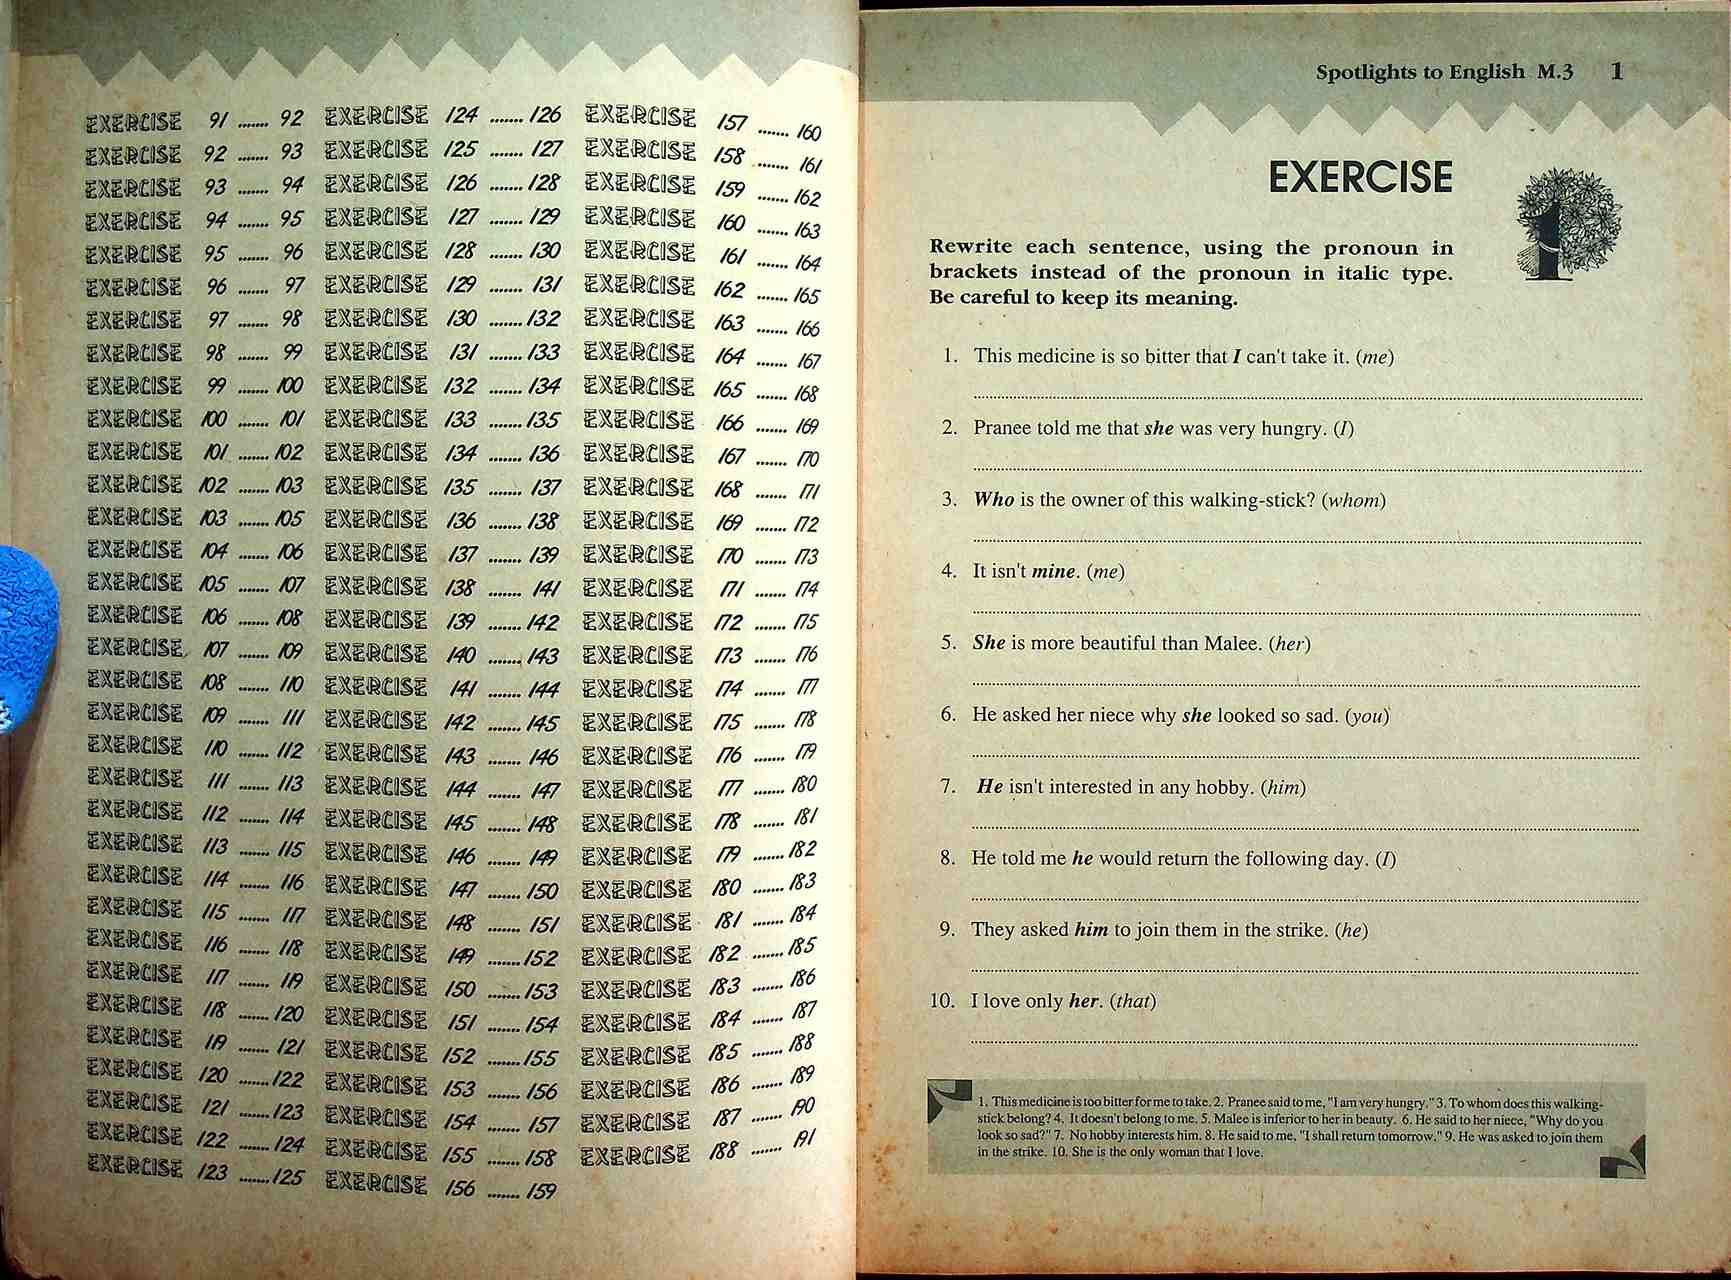 EXERCISE 91 ....... 92
EXERCISE 92 ....... 93
EXERCISE 93 ....... 94
EXERCISE 94 ....... 95
EXERCISE 95 ....... 96
EXERCISE 96 ....... 97
EXERCISE 97 ....... 98
EXERCISE 98 ....... 99
EXERCISE 99 ....... 100
EXERCISE 100 ....... 101
EXERCISE 101 ....... 102
EXERCISE 102 ....... 103
EXERCISE 103 ....... 105
EXERCISE 104 ....... 106
EXERCISE 105 ....... 107
EXERCISE 106 ....... 108
EXERCISE 107 ....... 109
EXERCISE 108 ....... 110
EXERCISE 109 ....... 111
EXERCISE 110 ....... 112
EXERCISE 111 ....... 113
EXERCISE 112 ....... 114
EXERCISE 113 ....... 115
EXERCISE 114 ....... 116
EXERCISE 115 ....... 117
EXERCISE 116 ....... 118
EXERCISE 117 ....... 119
EXERCISE 118 ....... 120
EXERCISE 119 ....... 121
EXERCISE 120 ....... 122
EXERCISE 121 ....... 123
EXERCISE 122 ....... 124
EXERCISE 123 ....... 125
EXERCISE 124 ....... 126
EXERCISE 125 ....... 127
EXERCISE 126 ....... 128
EXERCISE 127 ....... 129
EXERCISE 128 ....... 130
EXERCISE 129 ....... 131
EXERCISE 130 ....... 132
EXERCISE 131 ....... 133
EXERCISE 132 ....... 134
EXERCISE 133 ....... 135
EXERCISE 134 ....... 136
EXERCISE 135 ....... 137
EXERCISE 136 ....... 138
EXERCISE 137 ....... 139
EXERCISE 138 ....... 141
EXERCISE 139 ....... 142
EXERCISE 140 ....... 143
EXERCISE 141 ....... 144
EXERCISE 142 ....... 145
EXERCISE 143 ....... 146
EXERCISE 144 ....... 147
EXERCISE 145 ....... 148
EXERCISE 146 ....... 149
EXERCISE 147 ....... 150
EXERCISE 148 ....... 151
EXERCISE 149 ....... 152
EXERCISE 150 ....... 153
EXERCISE 151 ....... 154
EXERCISE 152 ....... 155
EXERCISE 153 ....... 156
EXERCISE 154 ....... 157
EXERCISE 155 ....... 158
EXERCISE 156 ....... 159
EXERCISE 157 ....... 160
EXERCISE 158 ....... 161
EXERCISE 159 ....... 162
EXERCISE 160 ....... 163
EXERCISE 161 ....... 164
EXERCISE 162 ....... 165
EXERCISE 163 ....... 166
EXERCISE 164 ....... 167
EXERCISE 165 ....... 168
EXERCISE 166 ....... 169
EXERCISE 167 ....... 170
EXERCISE 168 ....... 171
EXERCISE 169 ....... 172
EXERCISE 170 ....... 173
EXERCISE 171 ....... 174
EXERCISE 172 ....... 175
EXERCISE 173 ....... 176
EXERCISE 174 ....... 177
EXERCISE 175 ....... 178
EXERCISE 176 ....... 179
EXERCISE 177 ....... 180
EXERCISE 178 ....... 181
EXERCISE 179 ....... 182
EXERCISE 180 ....... 183
EXERCISE 181 ....... 184
EXERCISE 182 ....... 185
EXERCISE 183 ....... 186
EXERCISE 184 ....... 187
EXERCISE 185 ....... 188
EXERCISE 186 ....... 189
EXERCISE 187 ....... 190
EXERCISE 188 ....... 191
Spotlights to English M.3 1
EXERCISE
1
Rewrite each sentence, using the pronoun in
brackets instead of the pronoun in italic type.
Be careful to keep its meaning.
1. This medicine is so bitter that I can't take it. (me)
2. Pranee told me that she was very hungry. (I)
3. Who is the owner of this walking-stick? (whom)
4. It isn't mine. (me)
5. She is more beautiful than Malee. (her)
6. He asked her niece why she looked so sad. (you)
7. He isn't interested in any hobby. (him)
8. He told me he would return the following day. (I)
9. They asked him to join them in the strike. (he)
10. I love only her. (that)
1. This medicine is too bitter for me to take. 2. Pranee said to me, "I am very hungry." 3. To whom does this walking-
stick belong? 4. It doesn't belong to me. 5. Malee is inferior to her in beauty. 6. He said to her niece, "Why do you
look so sad?" 7. No hobby interests him. 8. He said to me, "I shall return tomorrow." 9. He was asked to join them
in the strike. 10. She is the only woman that I love.